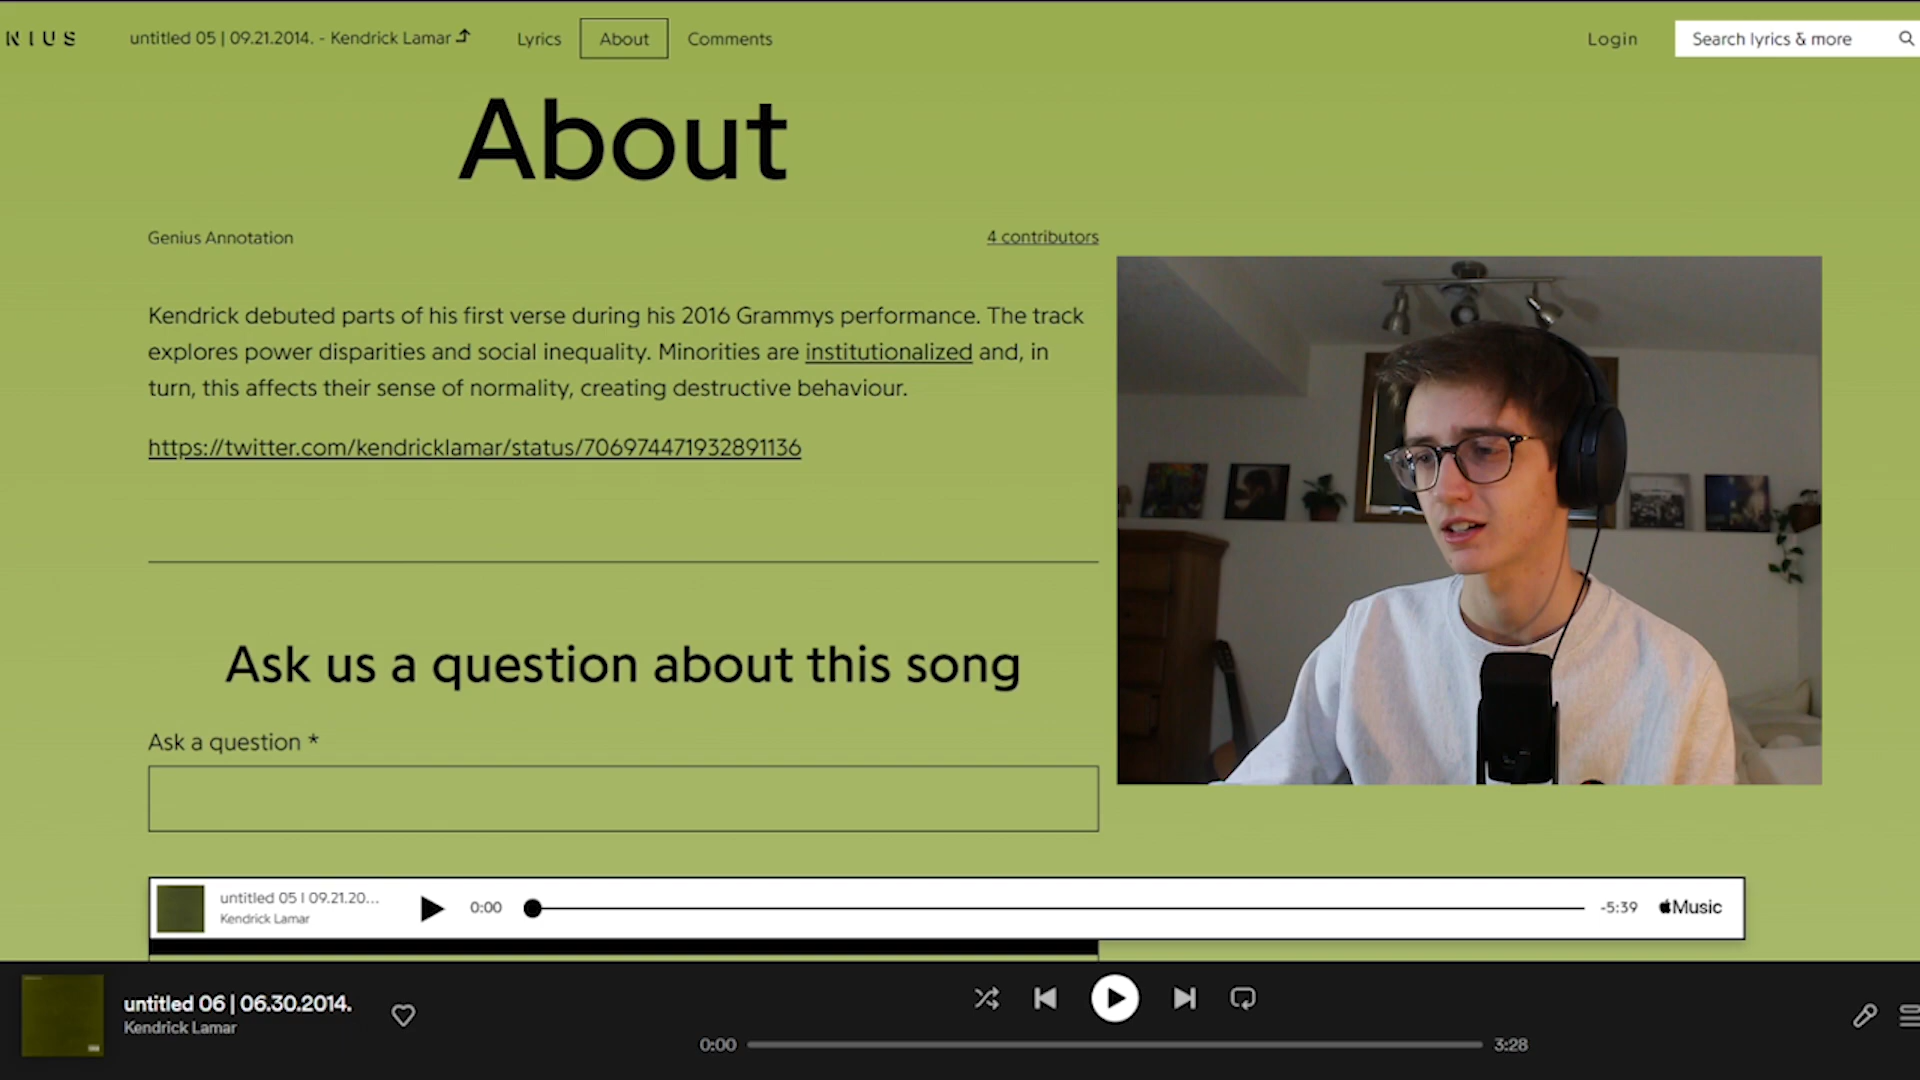 NIUS
untitled 05 | 09.21.2014. - Kendrick Lamar
Lyrics
About
Comments
Login
Search lyrics & more
About
Genius Annotation
4 contributors
Kendrick debuted parts of his first verse during his 2016 Grammys performance. The track
explores power disparities and social inequality. Minorities are institutionalized and, in
turn, this affects their sense of normality, creating destructive behaviour.
https://twitter.com/kendricklamar/status/706974471932891136
Ask us a question about this song
Ask a question *
untitled 05 | 09.21.20...
Kendrick Lamar
0:00
-5:39
Music
untitled 06 | 06.30.2014.
Kendrick Lamar
0:00
3:28